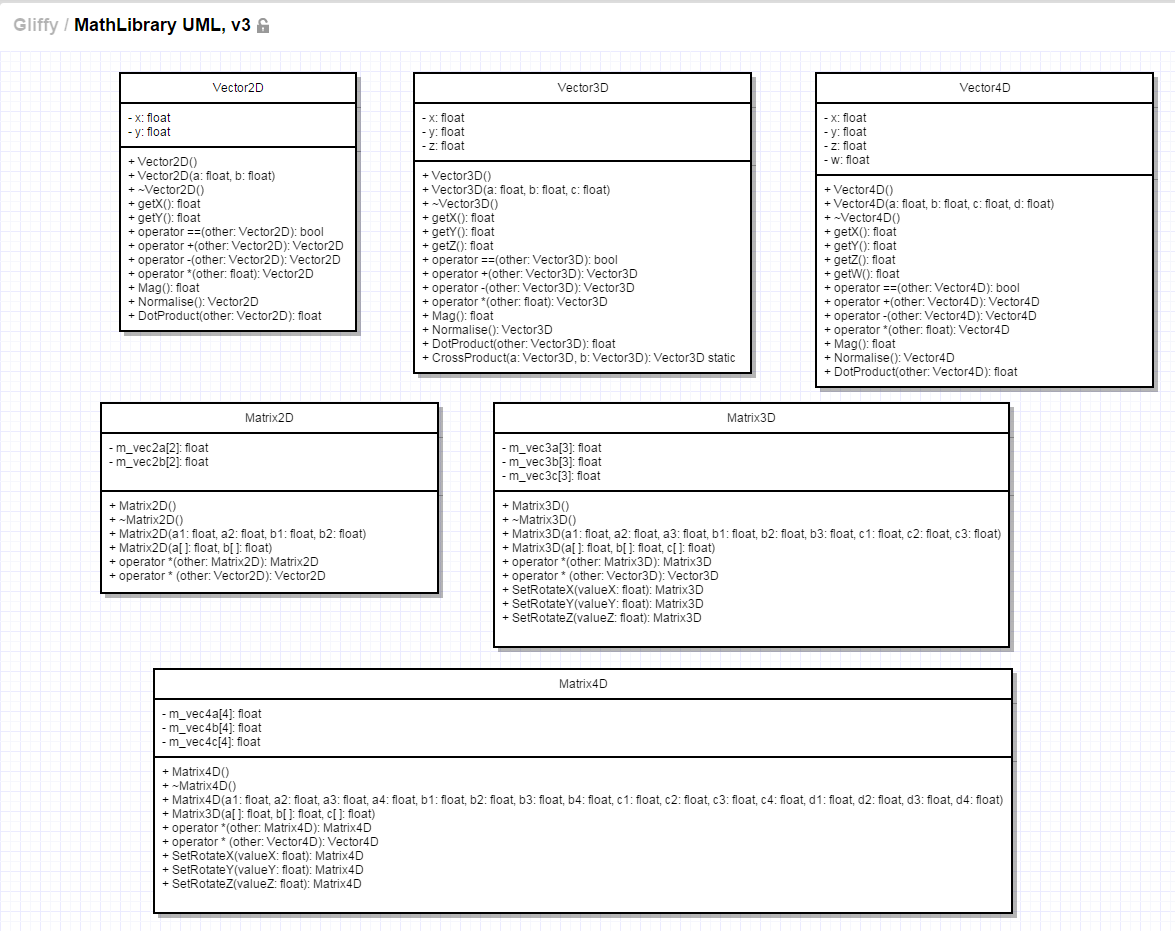 Gliffy / MathLibrary UML, v3
Vector2D
- x: float
- y: float
+ Vector2D()
+ Vector2D(a: float, b: float)
+ ~Vector2D()
+ getX(): float
+ getY(): float
+ operator ==(other: Vector2D): bool
+ operator +(other: Vector2D): Vector2D
+ operator -(other: Vector2D): Vector2D
+ operator *(other: float): Vector2D
+ Mag(): float
+ Normalise(): Vector2D
+ DotProduct(other: Vector2D): float
Vector3D
- x: float
- y: float
- z: float
+ Vector3D()
+ Vector3D(a: float, b: float, c: float)
+ ~Vector3D()
+ getX(): float
+ getY(): float
+ getZ(): float
+ operator ==(other: Vector3D): bool
+ operator +(other: Vector3D): Vector3D
+ operator -(other: Vector3D): Vector3D
+ operator *(other: float): Vector3D
+ Mag(): float
+ Normalise(): Vector3D
+ DotProduct(other: Vector3D): float
+ CrossProduct(a: Vector3D, b: Vector3D): Vector3D static
Vector4D
- x: float
- y: float
- z: float
- w: float
+ Vector4D()
+ Vector4D(a: float, b: float, c: float, d: float)
+ ~Vector4D()
+ getX(): float
+ getY(): float
+ getZ(): float
+ getW(): float
+ operator ==(other: Vector4D): bool
+ operator +(other: Vector4D): Vector4D
+ operator -(other: Vector4D): Vector4D
+ operator *(other: float): Vector4D
+ Mag(): float
+ Normalise(): Vector4D
+ DotProduct(other: Vector4D): float
Matrix2D
- m_vec2a[2]: float
- m_vec2b[2]: float
+ Matrix2D()
+ ~Matrix2D()
+ Matrix2D(a1: float, a2: float, b1: float, b2: float)
+ Matrix2D(a[ ]: float, b[ ]: float)
+ operator *(other: Matrix2D): Matrix2D
+ operator * (other: Vector2D): Vector2D
Matrix3D
- m_vec3a[3]: float
- m_vec3b[3]: float
- m_vec3c[3]: float
+ Matrix3D()
+ ~Matrix3D()
+ Matrix3D(a1: float, a2: float, a3: float, b1: float, b2: float, b3: float, c1: float, c2: float, c3: float)
+ Matrix3D(a[ ]: float, b[ ]: float, c[ ]: float)
+ operator *(other: Matrix3D): Matrix3D
+ operator * (other: Vector3D): Vector3D
+ SetRotateX(valueX: float): Matrix3D
+ SetRotateY(valueY: float): Matrix3D
+ SetRotateZ(valueZ: float): Matrix3D
Matrix4D
- m_vec4a[4]: float
- m_vec4b[4]: float
- m_vec4c[4]: float
+ Matrix4D()
+ ~Matrix4D()
+ Matrix4D(a1: float, a2: float, a3: float, a4: float, b1: float, b2: float, b3: float, b4: float, c1: float, c2: float, c3: float, c4: float, d1: float, d2: float, d3: float, d4: float)
+ Matrix3D(a[ ]: float, b[ ]: float, c[ ]: float)
+ operator *(other: Matrix4D): Matrix4D
+ operator * (other: Vector4D): Vector4D
+ SetRotateX(valueX: float): Matrix4D
+ SetRotateY(valueY: float): Matrix4D
+ SetRotateZ(valueZ: float): Matrix4D